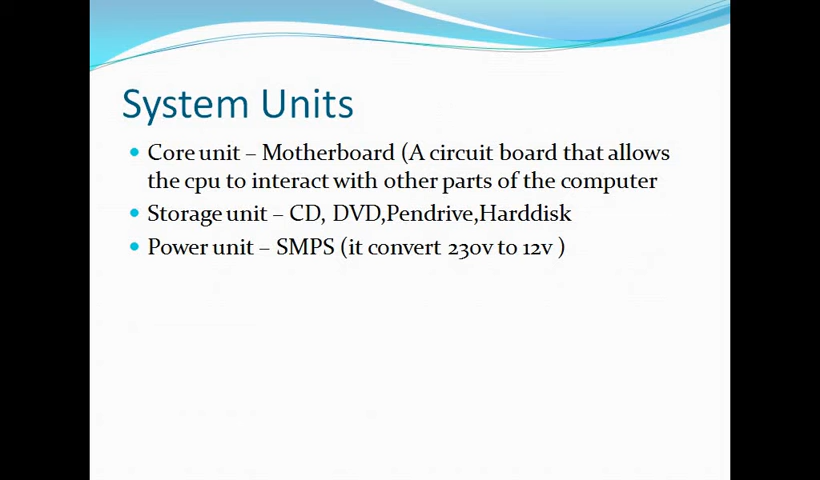 System Units
• Core unit – Motherboard (A circuit board that allows
the cpu to interact with other parts of the computer
• Storage unit – CD, DVD,Pendrive,Harddisk
• Power unit – SMPS (it convert 230v to 12v )